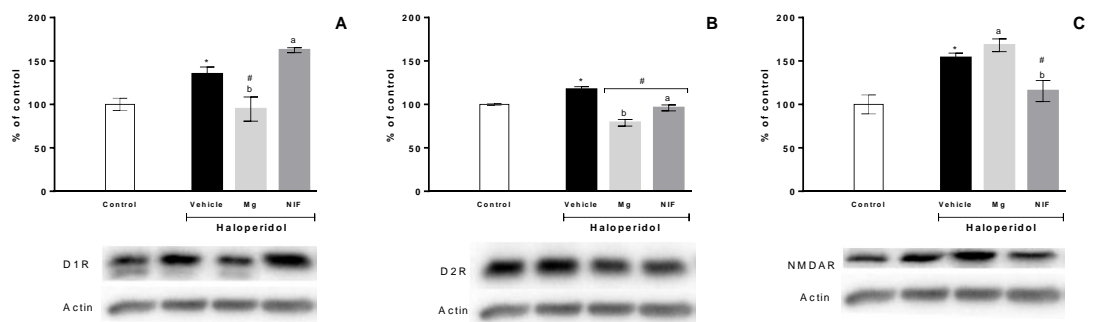 A
200
150
100
50
0
% of control
*
#
b
a
Control
Vehicle
Mg
NIF
Haloperidol
D1R
Actin
B
200
150
100
50
0
% of control
*
#
b
a
Control
Vehicle
Mg
NIF
Haloperidol
D2R
Actin
C
200
150
100
50
0
% of control
*
a
#
b
Control
Vehicle
Mg
NIF
Haloperidol
NMDAR
Actin